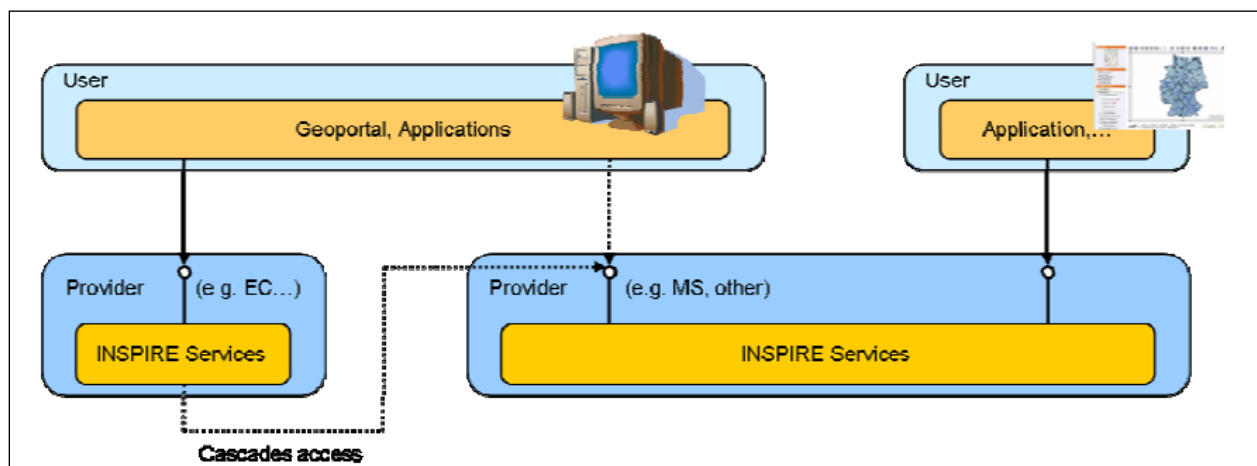 User
User
Geoportal, Applications
Application,...
Provider
(e g. EC...)
Provider
(e.g. MS, other)
INSPIRE Services
INSPIRE Services
Cascades access